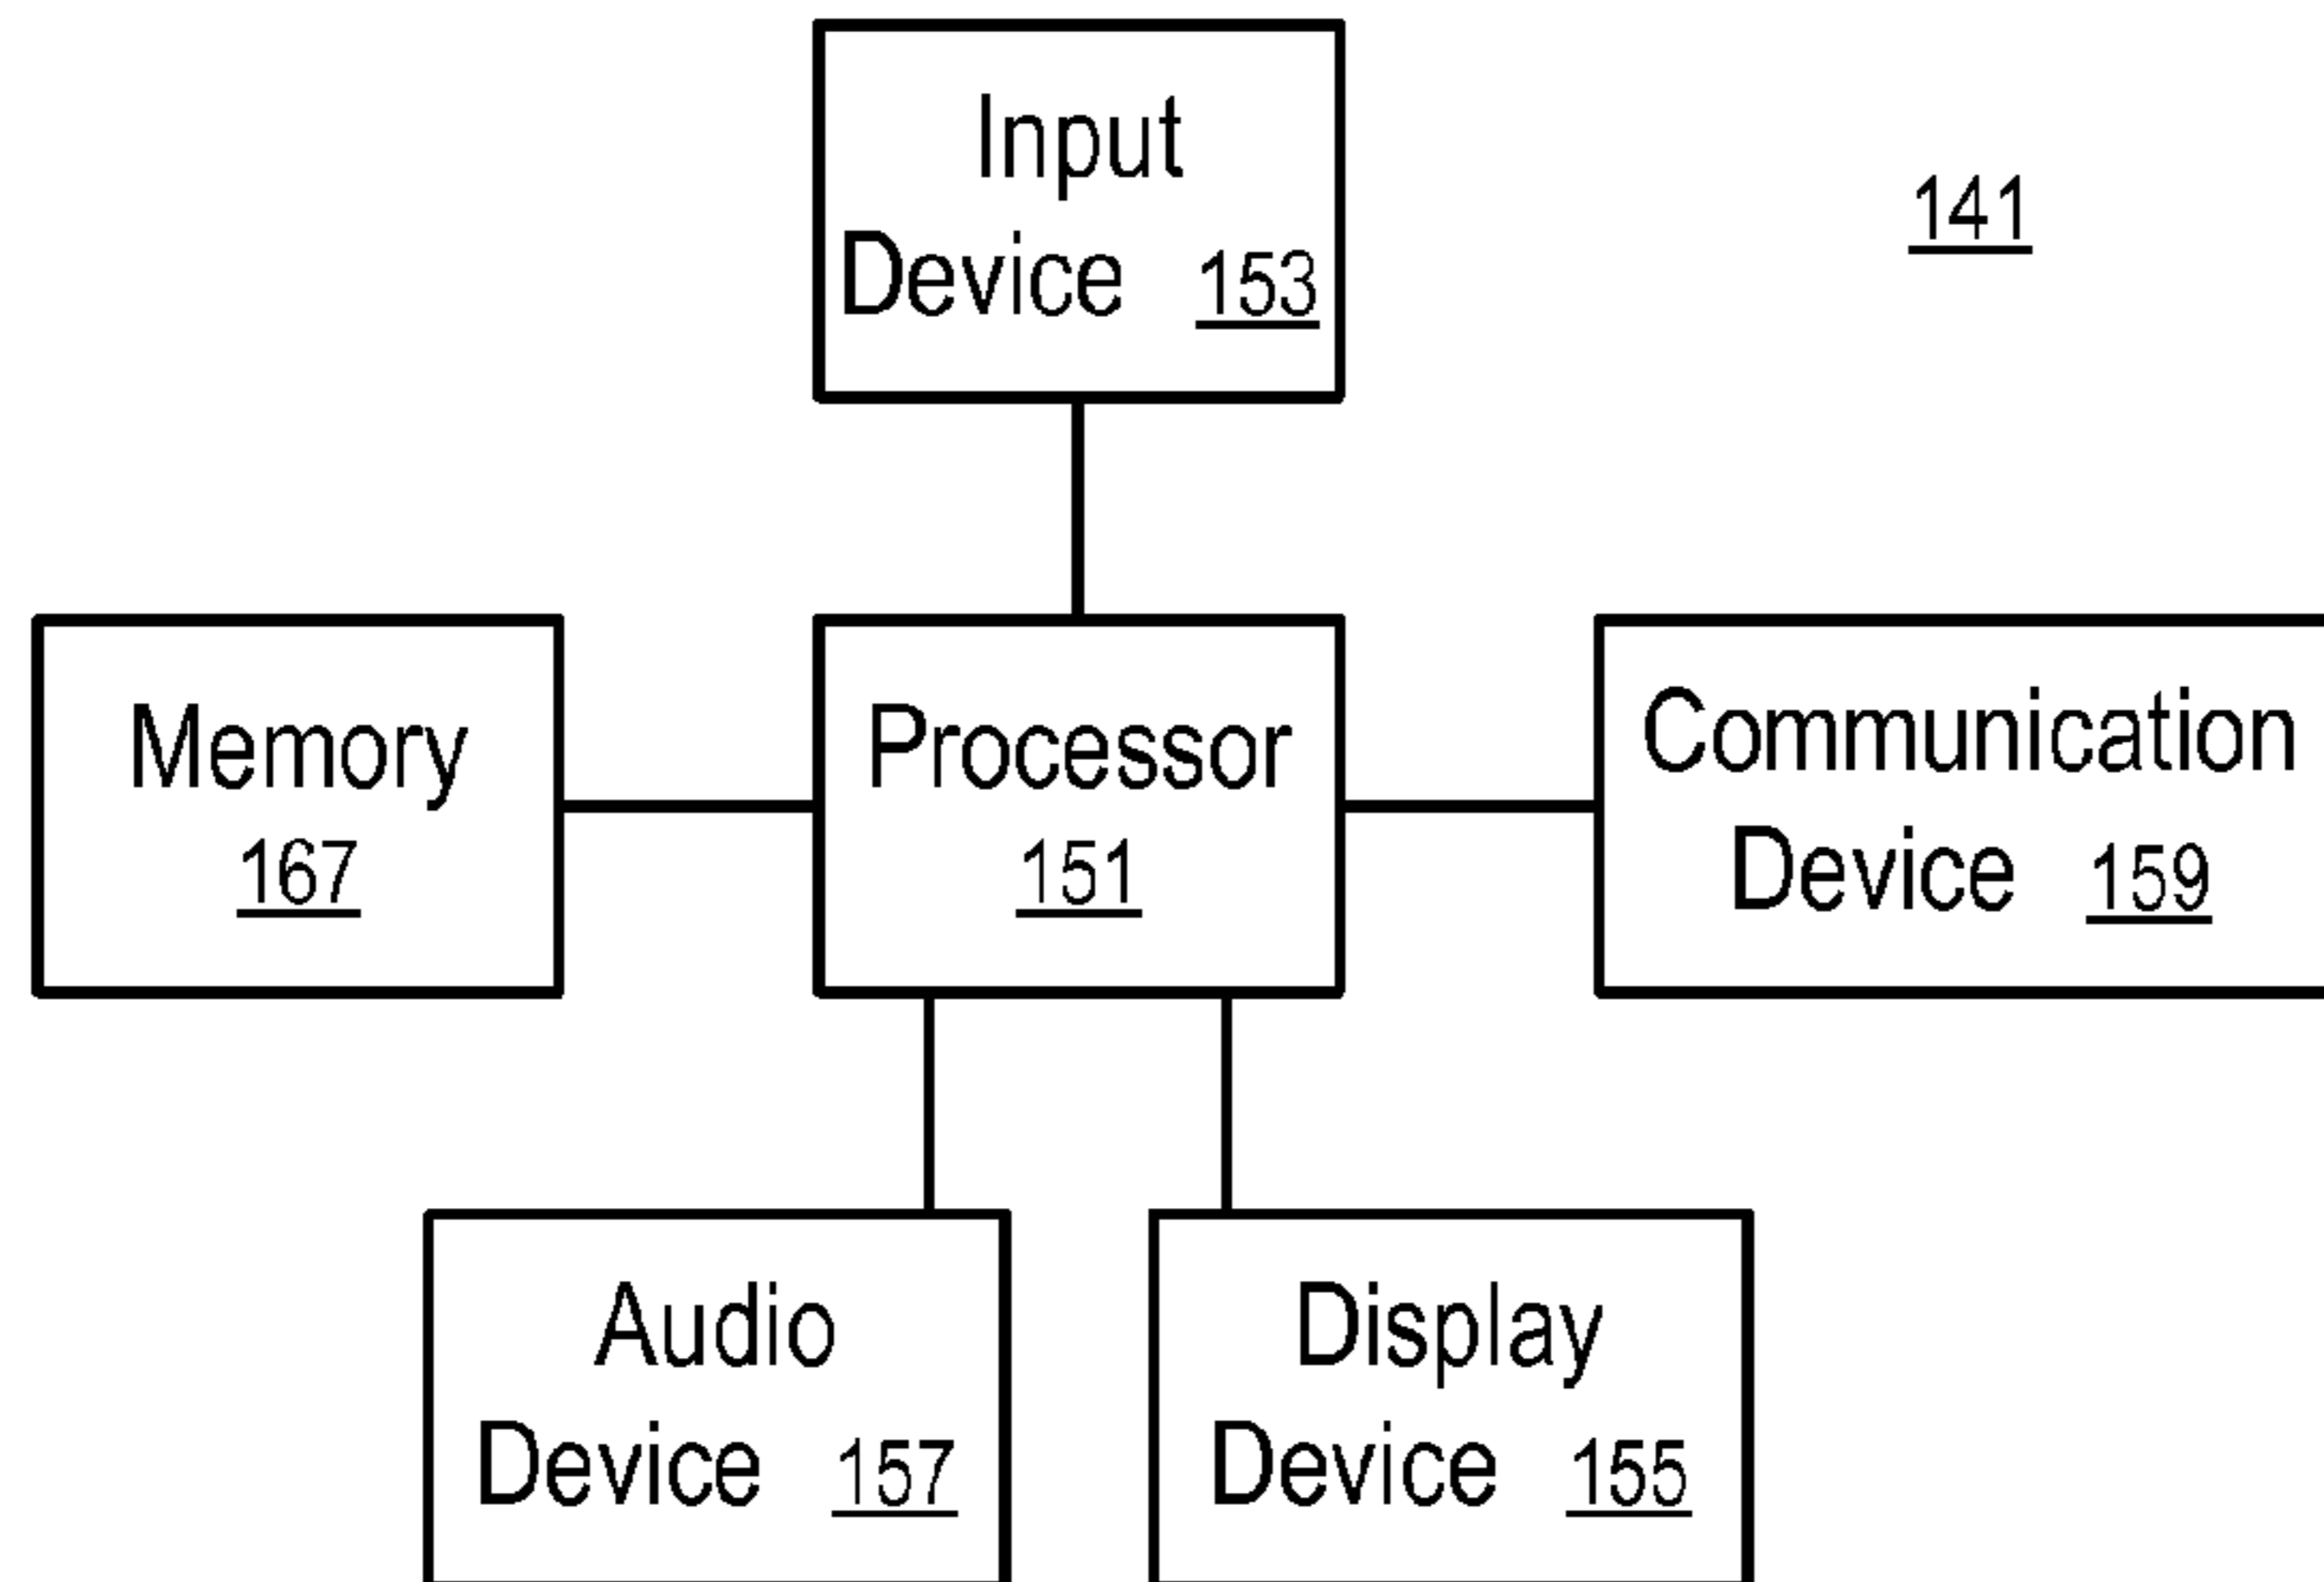 Input
Device 153
141
Memory
167
Processor
151
Communication
Device 159
Audio
Device 157
Display
Device 155